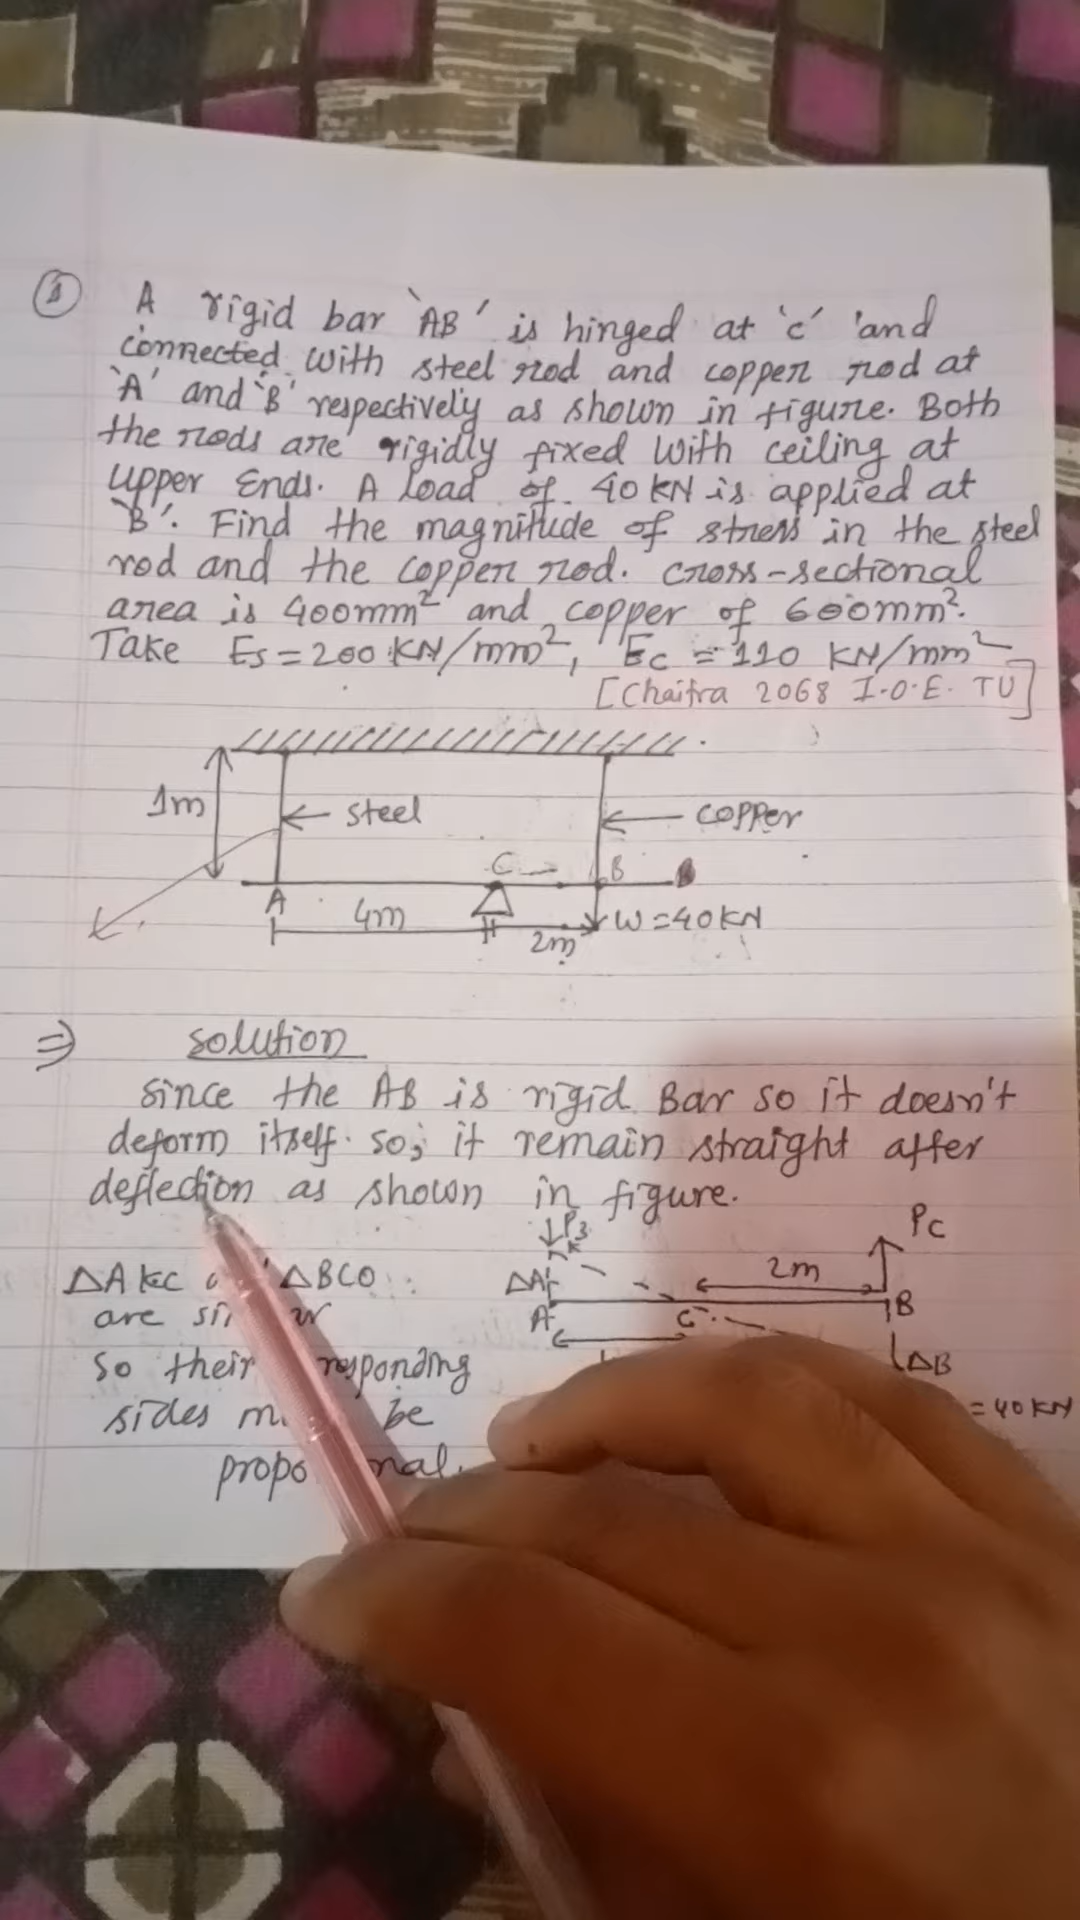 1
A rigid bar `AB' is hinged at 'c' 'and
connected with steel rod and copper rod at
`A' and `B' respectively as shown in figure. Both
the rods are rigidly fixed with ceiling at
upper Ends. A load of 40 KN is applied at
`B'. Find the magnitude of stress in the steel
rod and the copper rod. cross-sectional
area is 400mm² and copper of 600mm².
Take Es = 200 KN/mm², Ec = 110 KN/mm²
[Chaitra 2068 I.O.E. TU]
1m
steel
copper
C
B
A
4m
2m
W = 40KN
⇒ solution
since the AB is rigid Bar so it doesn't
deform itself. so; it remain straight after
deflection as shown in figure.
ΔAKC ΔBCO
are
so their
sides be
Pc
2m
ΔA
A
C
B
ΔB
= 40KN